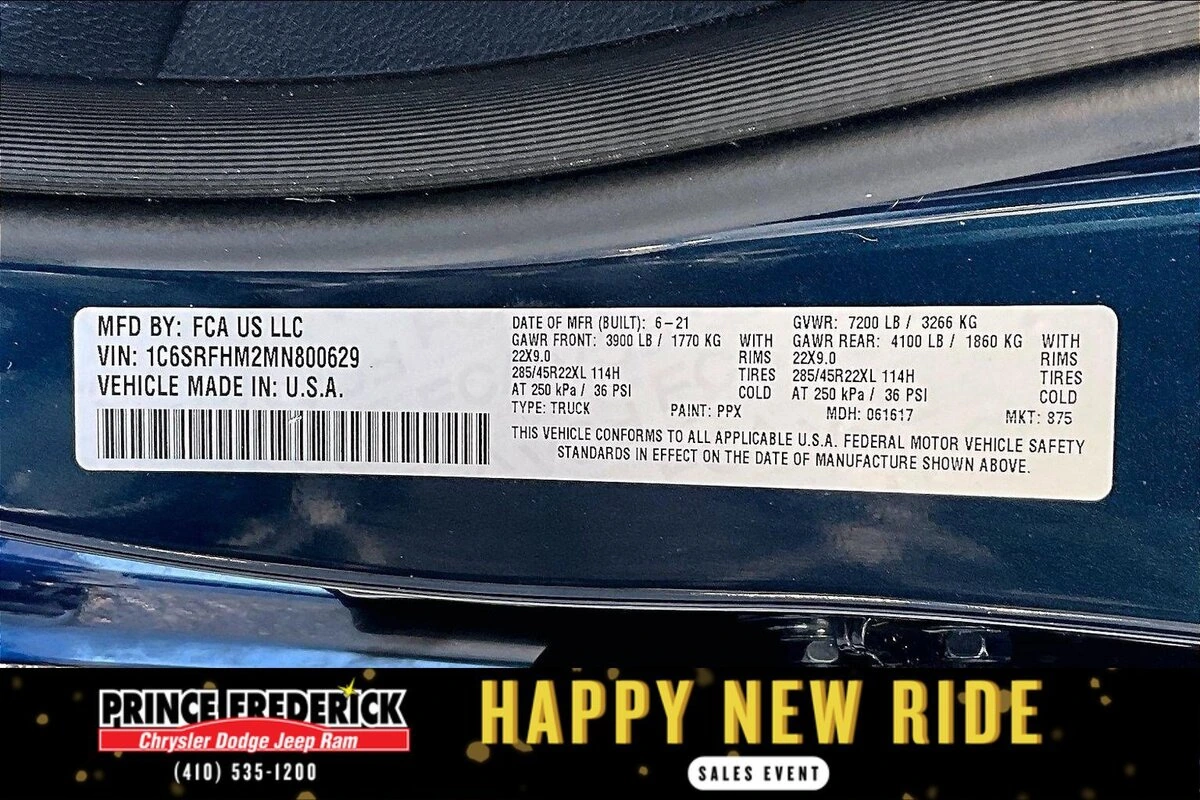 MFD BY: FCA US LLC
VIN: 1C6SRFHM2MN800629
VEHICLE MADE IN: U.S.A.
DATE OF MFR (BUILT): 6-21
GVWR: 7200 LB / 3266 KG
GAWR FRONT: 3900 LB / 1770 KG WITH
22X9.0 RIMS
285/45R22XL 114H TIRES
AT 250 kPa / 36 PSI COLD
GAWR REAR: 4100 LB / 1860 KG WITH
22X9.0 RIMS
285/45R22XL 114H TIRES
AT 250 kPa / 36 PSI COLD
TYPE: TRUCK PAINT: PPX MDH: 061617 MKT: 875
THIS VEHICLE CONFORMS TO ALL APPLICABLE U.S.A. FEDERAL MOTOR VEHICLE SAFETY
STANDARDS IN EFFECT ON THE DATE OF MANUFACTURE SHOWN ABOVE.
PRINCE FREDERICK
Chrysler Dodge Jeep Ram
(410) 535-1200
HAPPY NEW RIDE
SALES EVENT